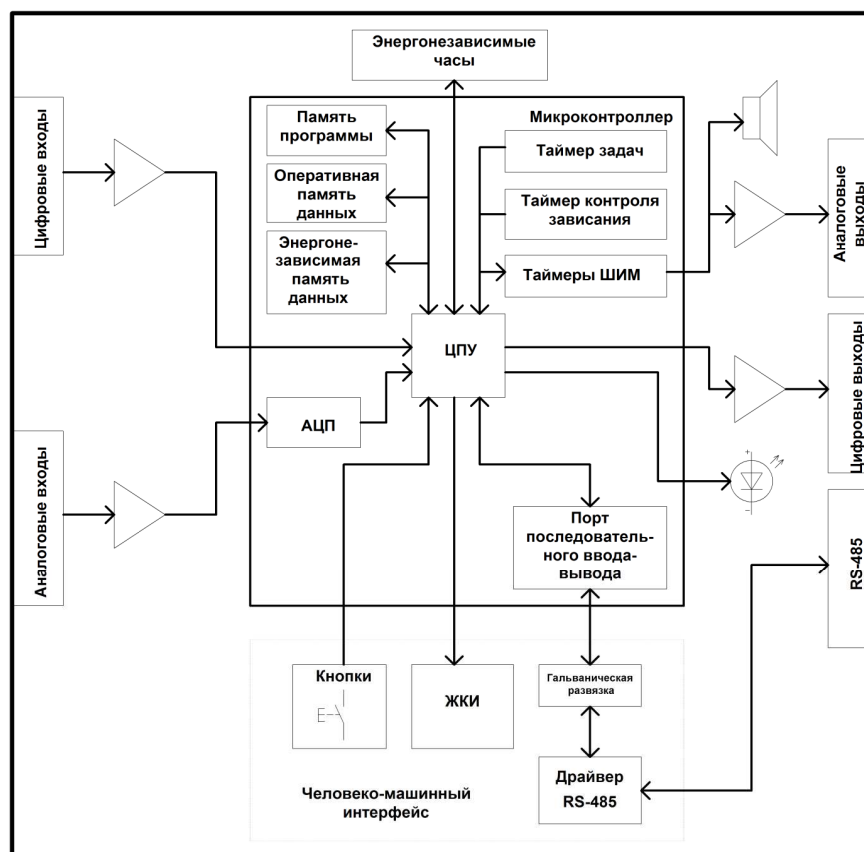 Энергонезависимые
часы
Цифровые входы
Память
программы
Микроконтроллер
Таймер задач
Оперативная
память
данных
Таймер контроля
зависания
Аналоговые
выходы
Энергоне-
зависимая
память
данных
Таймеры ШИМ
ЦПУ
Цифровые выходы
АЦП
Аналоговые входы
+
–
Порт
последователь-
ного ввода-
вывода
RS-485
Кнопки
ЖКИ
Гальваническая
развязка
Человеко-машинный
интерфейс
Драйвер
RS-485